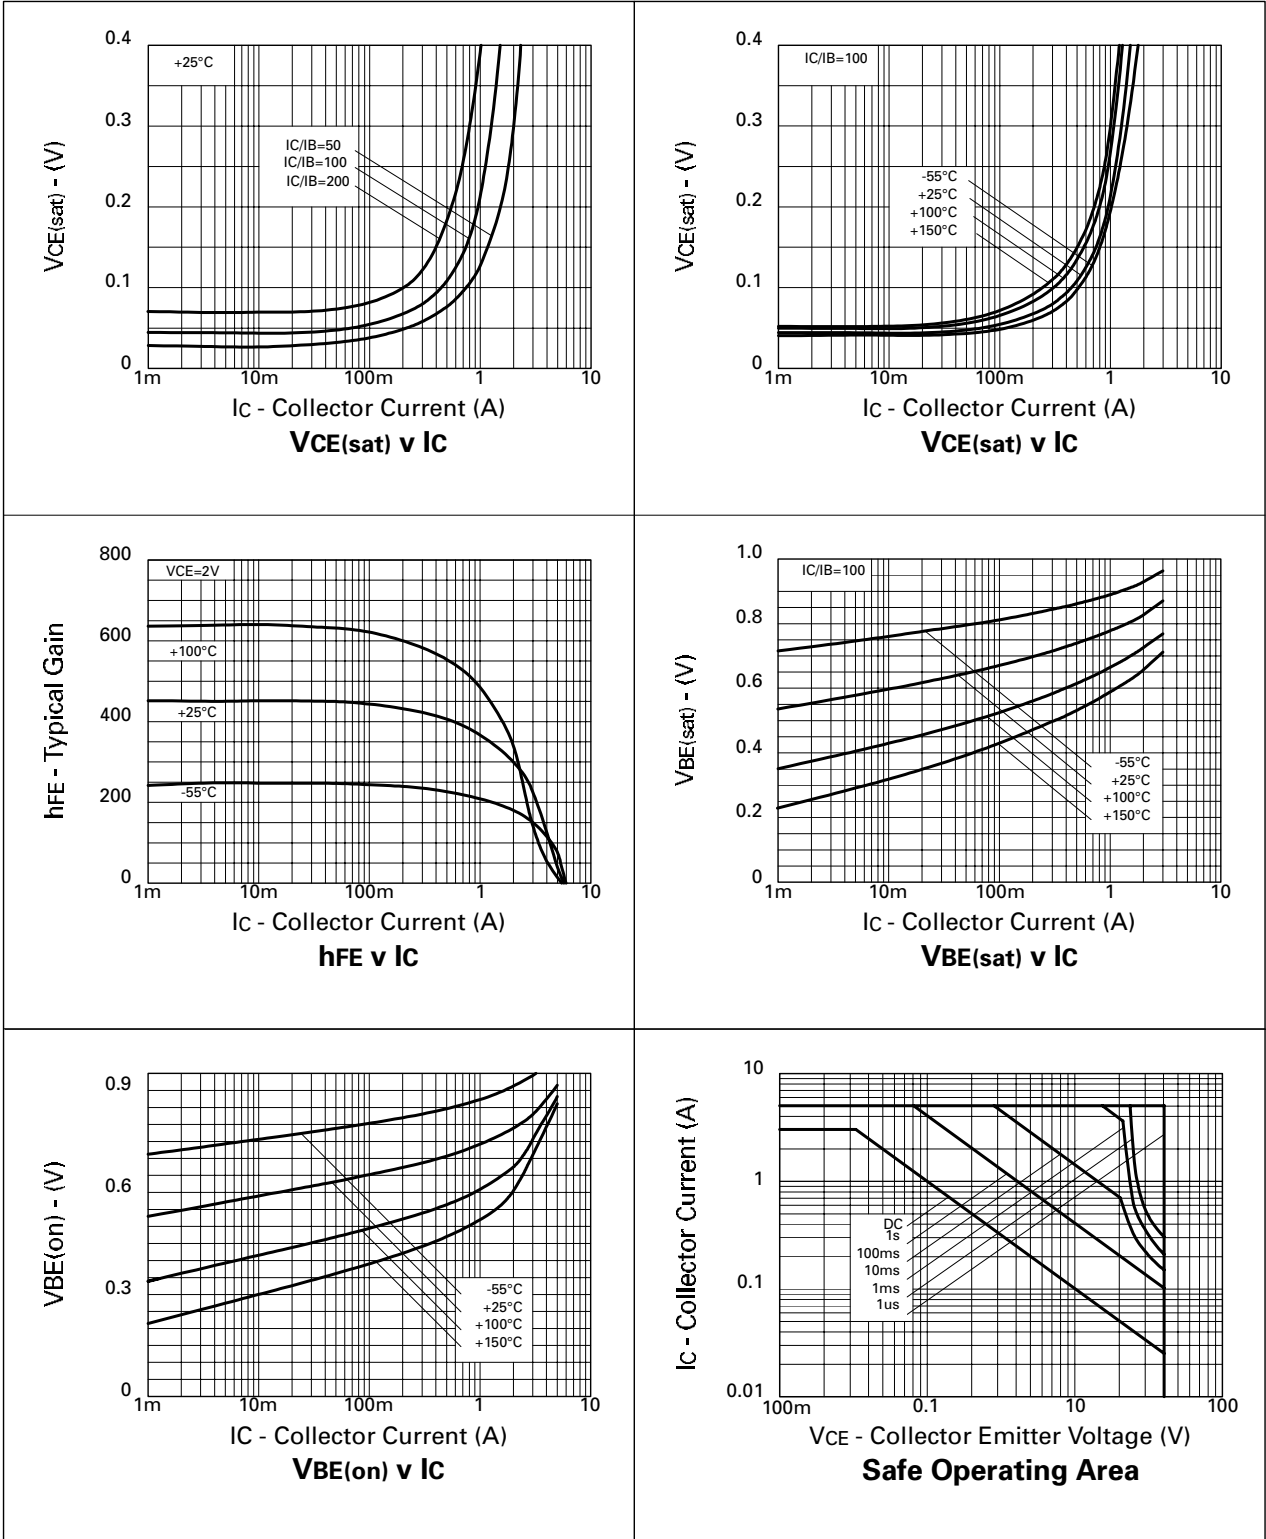 0.4
0.3
0.2
0.1
0
VCE(sat) - (V)
+25°C
IC/IB=50
IC/IB=100
IC/IB=200
1m 10m 100m 1 10
IC - Collector Current (A)
VCE(sat) v IC
0.4
0.3
0.2
0.1
0
VCE(sat) - (V)
IC/IB=100
-55°C
+25°C
+100°C
+150°C
1m 10m 100m 1 10
IC - Collector Current (A)
VCE(sat) v IC
800
600
400
200
0
hFE - Typical Gain
VCE=2V
+100°C
+25°C
-55°C
1m 10m 100m 1 10
IC - Collector Current (A)
hFE v IC
1.0
0.8
0.6
0.4
0.2
0
VBE(sat) - (V)
IC/IB=100
-55°C
+25°C
+100°C
+150°C
1m 10m 100m 1 10
IC - Collector Current (A)
VBE(sat) v IC
0.9
0.6
0.3
0
VBE(on) - (V)
-55°C
+25°C
+100°C
+150°C
1m 10m 100m 1 10
IC - Collector Current (A)
VBE(on) v IC
10
1
0.1
0.01
IC - Collector Current (A)
DC
1s
100ms
10ms
1ms
1us
100m 0.1 10 100
VCE - Collector Emitter Voltage (V)
Safe Operating Area